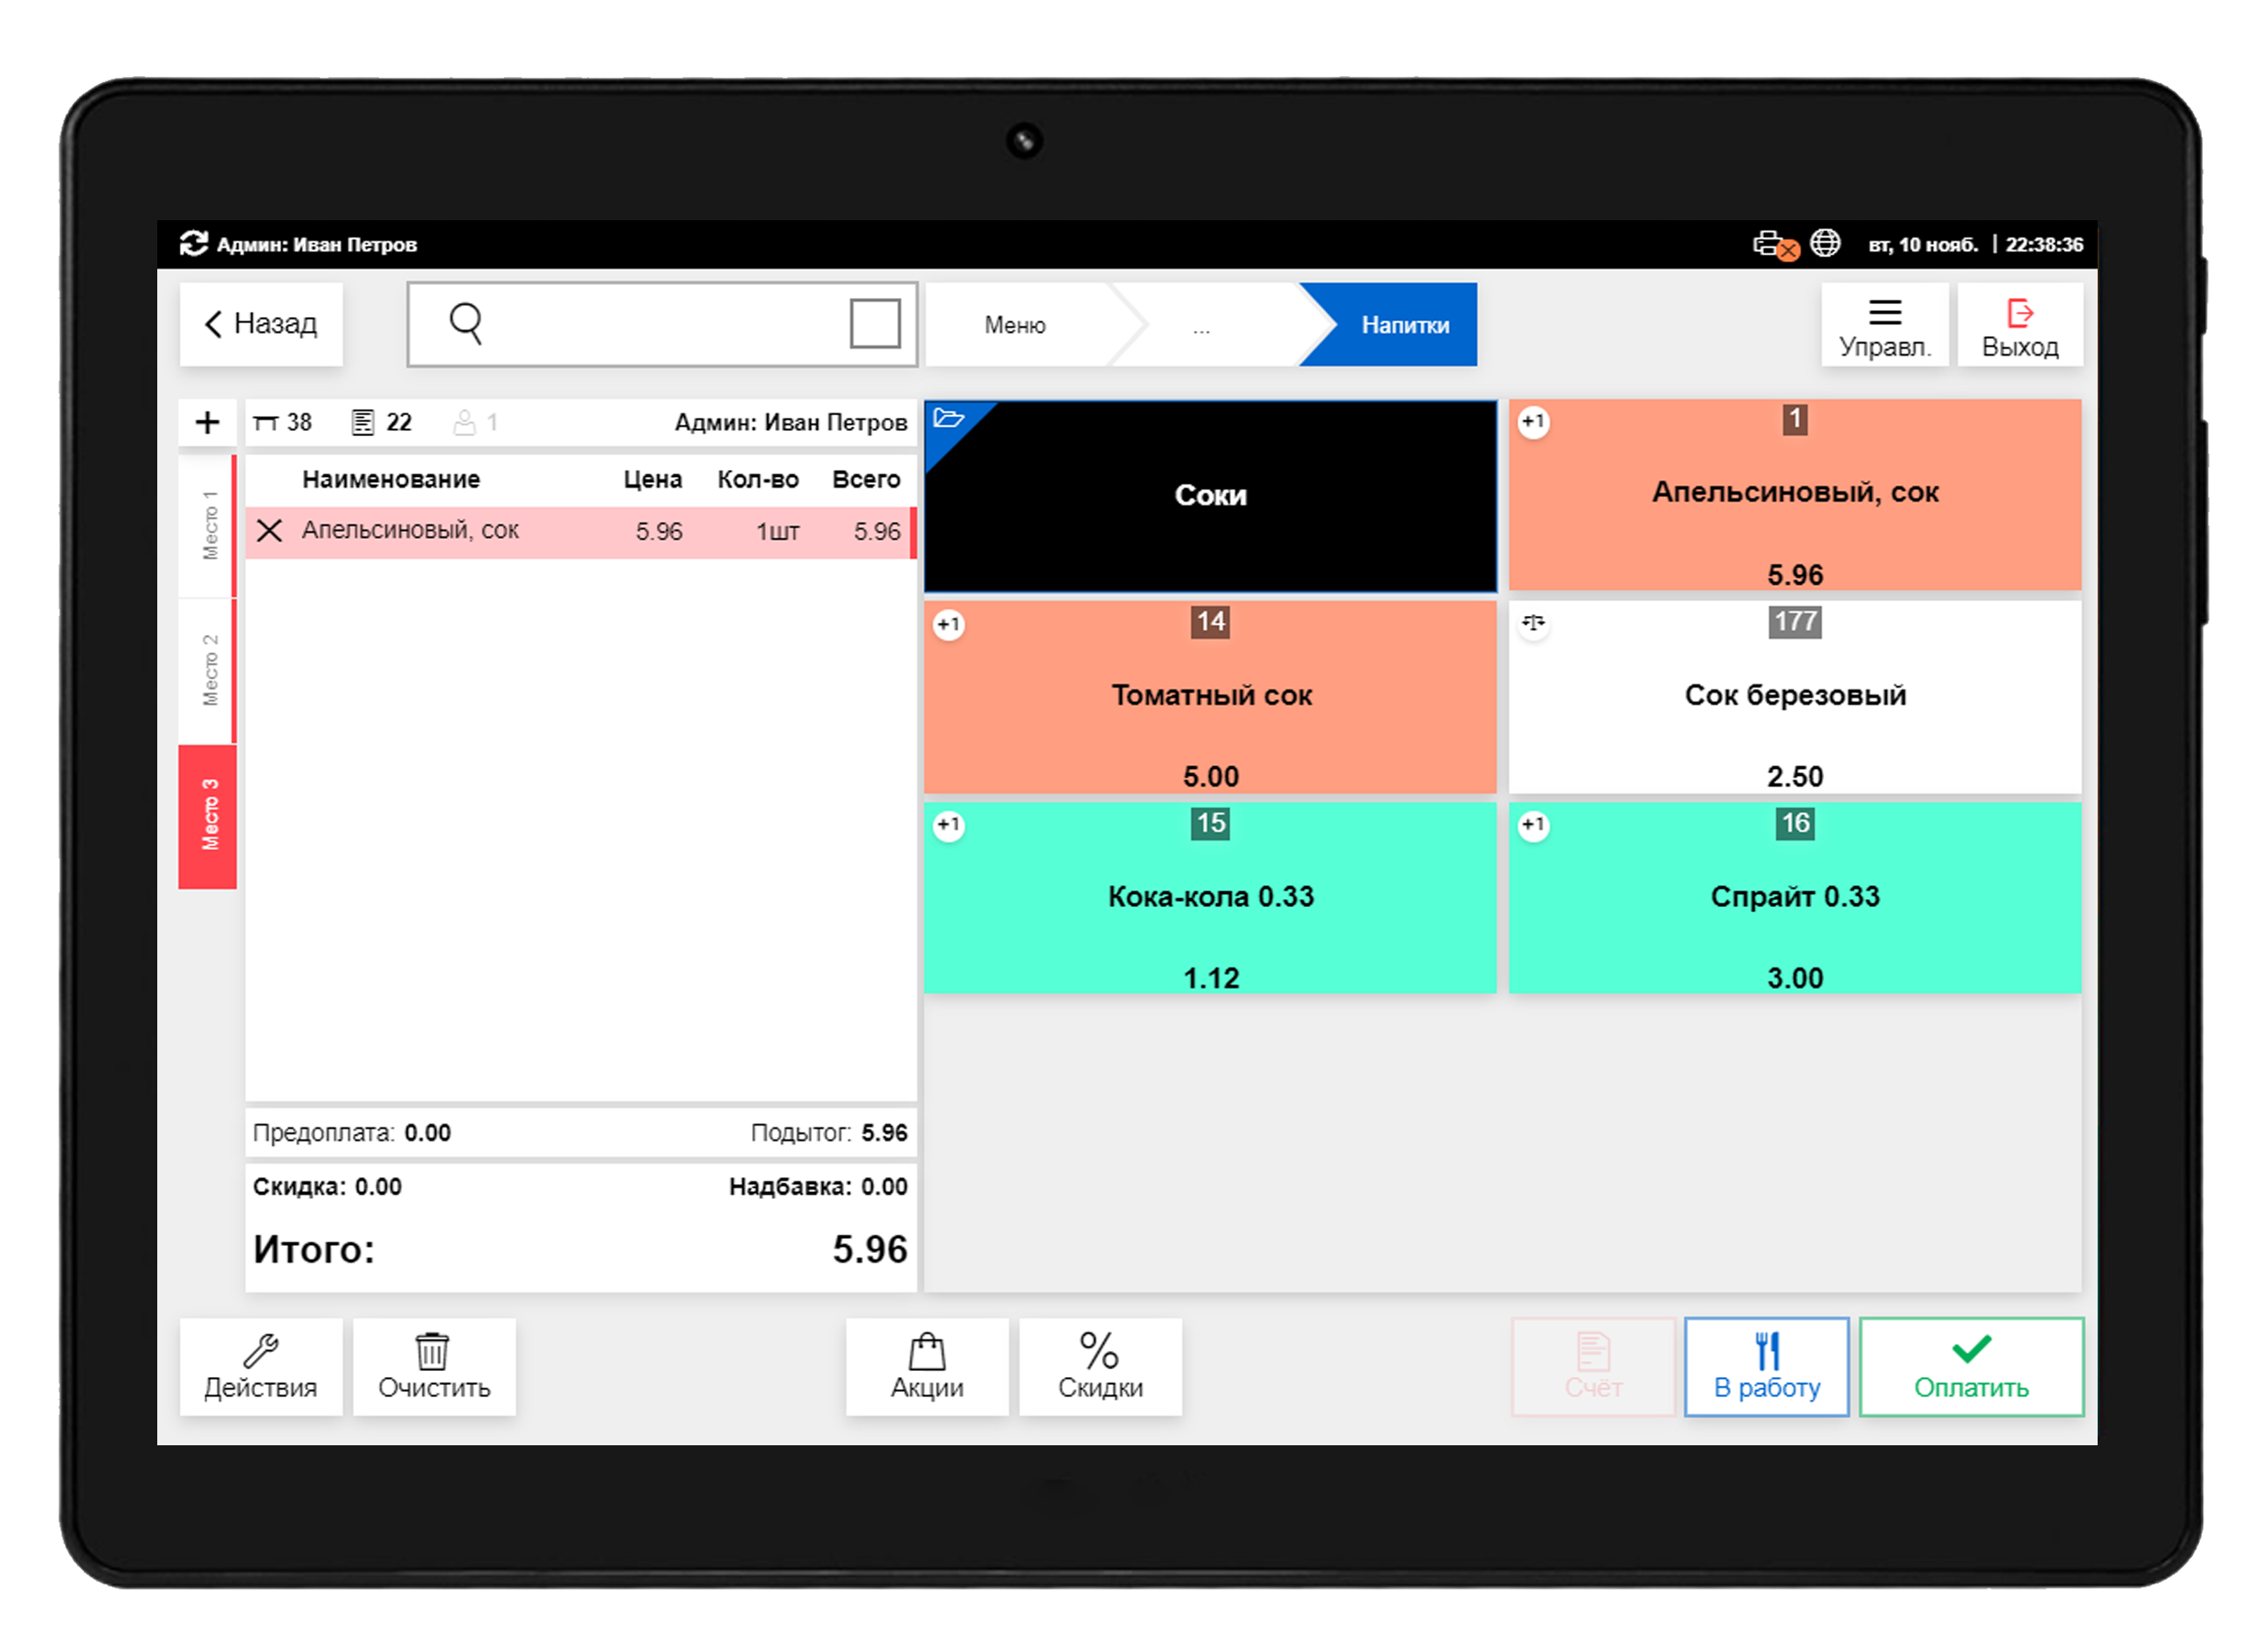 Админ: Иван Петров
вт, 10 нояб. | 22:38:36
Назад
Меню
...
Напитки
Управл.
Выход
+
38 22 1 Админ: Иван Петров
Место 1
Место 2
Место 3
Наименование Цена Кол-во Всего
Апельсиновый, сок 5.96 1шт 5.96
Предоплата: 0.00 Подытог: 5.96
Скидка: 0.00 Надбавка: 0.00
Итого: 5.96
Соки
+1 1
Апельсиновый, сок
5.96
+1 14
Томатный сок
5.00
177
Сок березовый
2.50
+1 15
Кока-кола 0.33
1.12
+1 16
Спрайт 0.33
3.00
Действия
Очистить
Акции
%
Скидки
Счёт
В работу
Оплатить